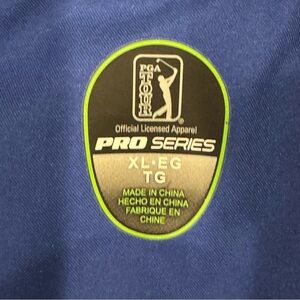 PGA
TOUR
Official Licensed Apparel
PRO SERIES
XL•EG
TG
MADE IN CHINA
HECHO EN CHINA
FABRIQUE EN
CHINE